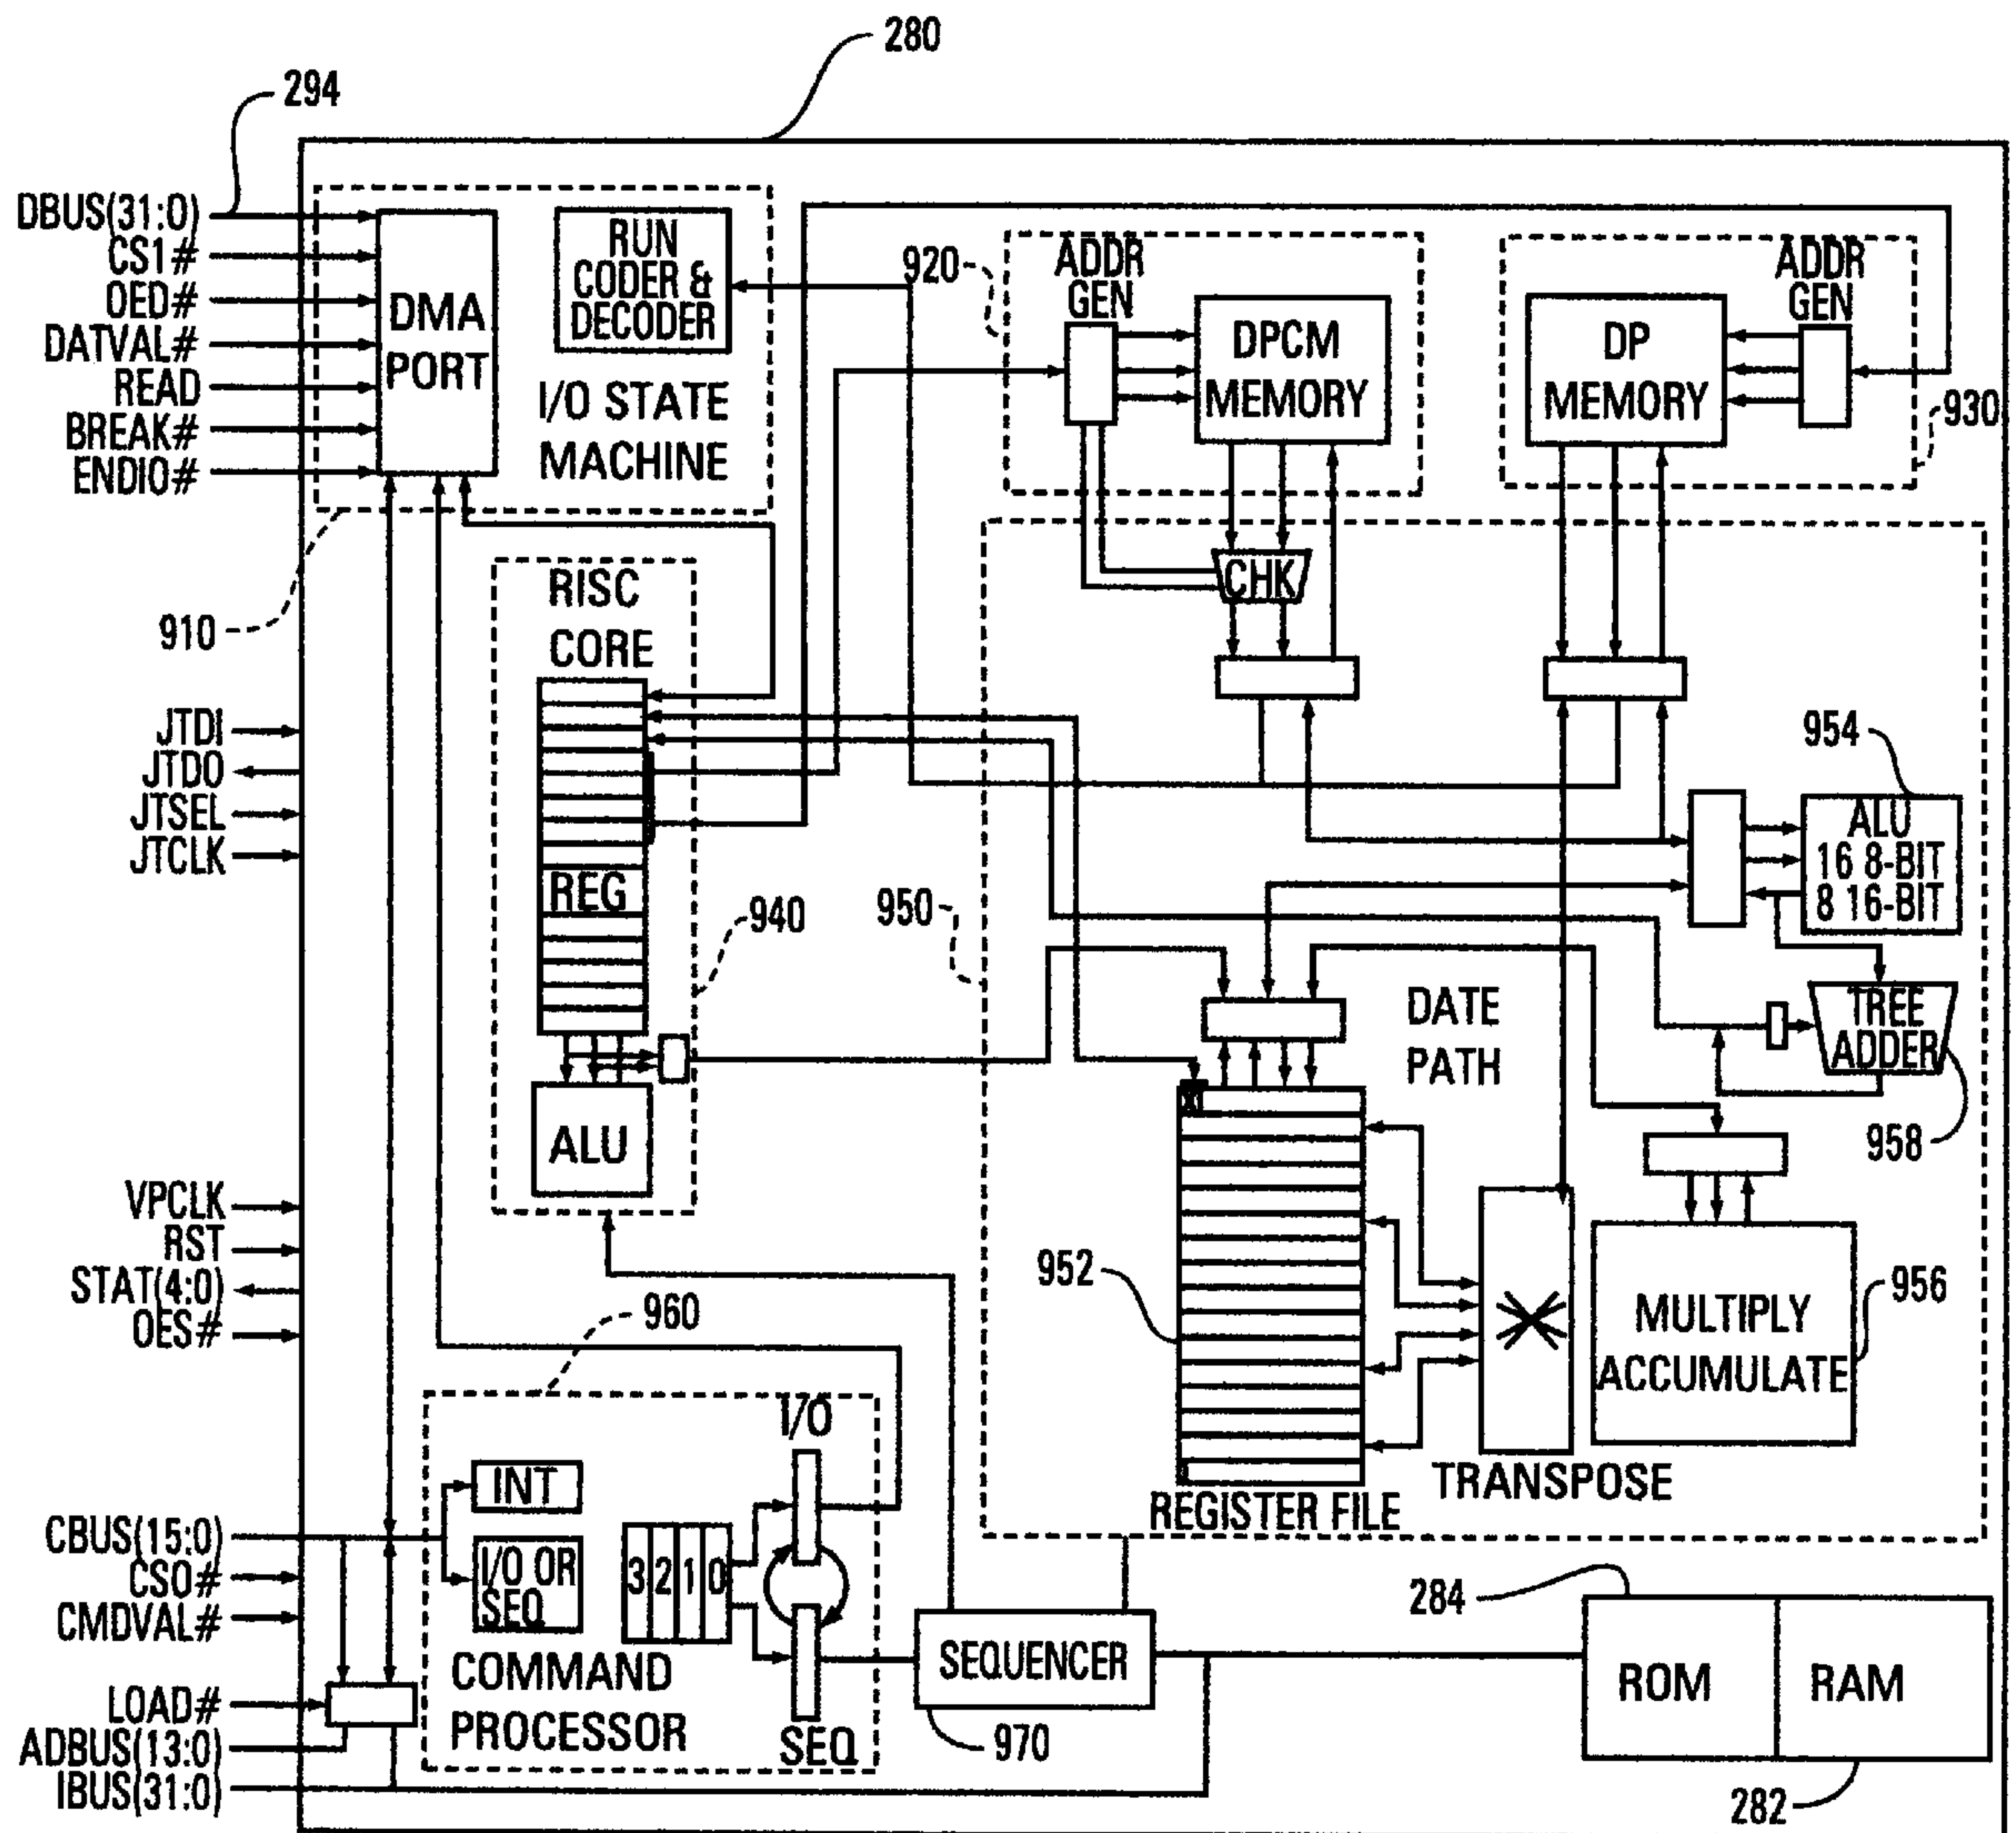 280
294
DBUS(31:0)
CS1#
OED#
DATVAL#
READ
BREAK#
ENDIO#
DMA
PORT
RUN
CODER &
DECODER
I/O STATE
MACHINE
910
920
ADDR
GEN
DPCM
MEMORY
DP
MEMORY
ADDR
GEN
930
CHK
RISC
CORE
REG
ALU
940
JTDI
JTDO
JTSEL
JTCLK
950
954
ALU
16 8-BIT
8 16-BIT
DATE
PATH
TREE
ADDER
958
VPCLK
RST
STAT(4:0)
OES#
952
956
MULTIPLY
ACCUMULATE
TRANSPOSE
REGISTER FILE
960
I/O
INT
I/O OR
SEQ
3 2 1 0
COMMAND
PROCESSOR
SEQ
CBUS(15:0)
CSO#
CMDVAL#
LOAD#
ADBUS(13:0)
IBUS(31:0)
SEQUENCER
970
284
ROM
RAM
282